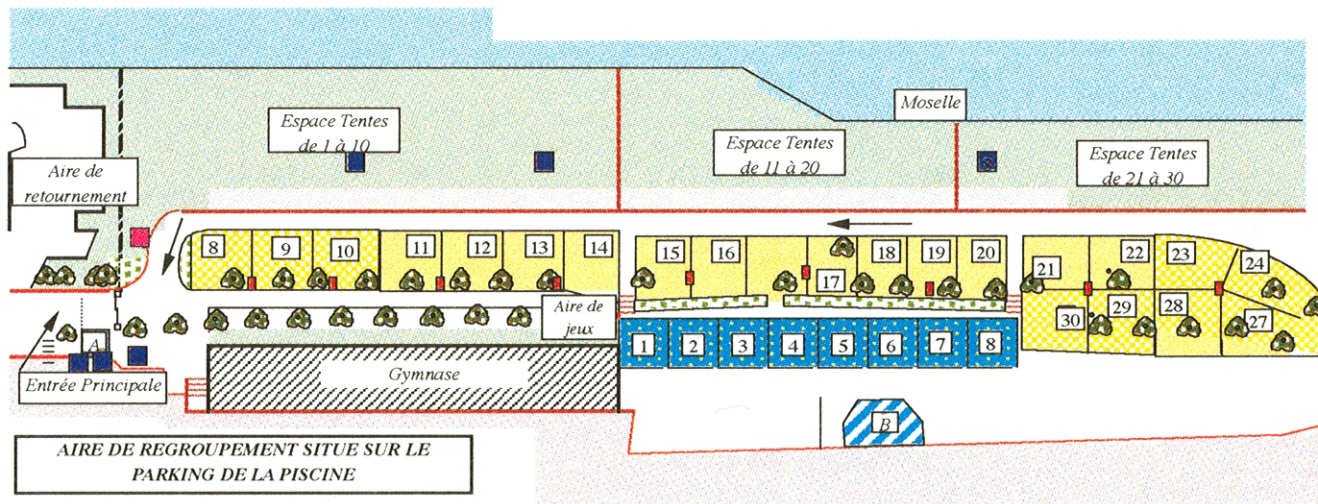 Moselle
Espace Tentes
de 1 à 10
Espace Tentes
de 11 à 20
Espace Tentes
de 21 à 30
Aire de
retournement
8
9
10
11
12
13
14
15
16
17
18
19
20
21
22
23
24
30
29
28
27
Aire de
jeux
1
2
3
4
5
6
7
8
A
Entrée Principale
Gymnase
B
AIRE DE REGROUPEMENT SITUE SUR LE
PARKING DE LA PISCINE